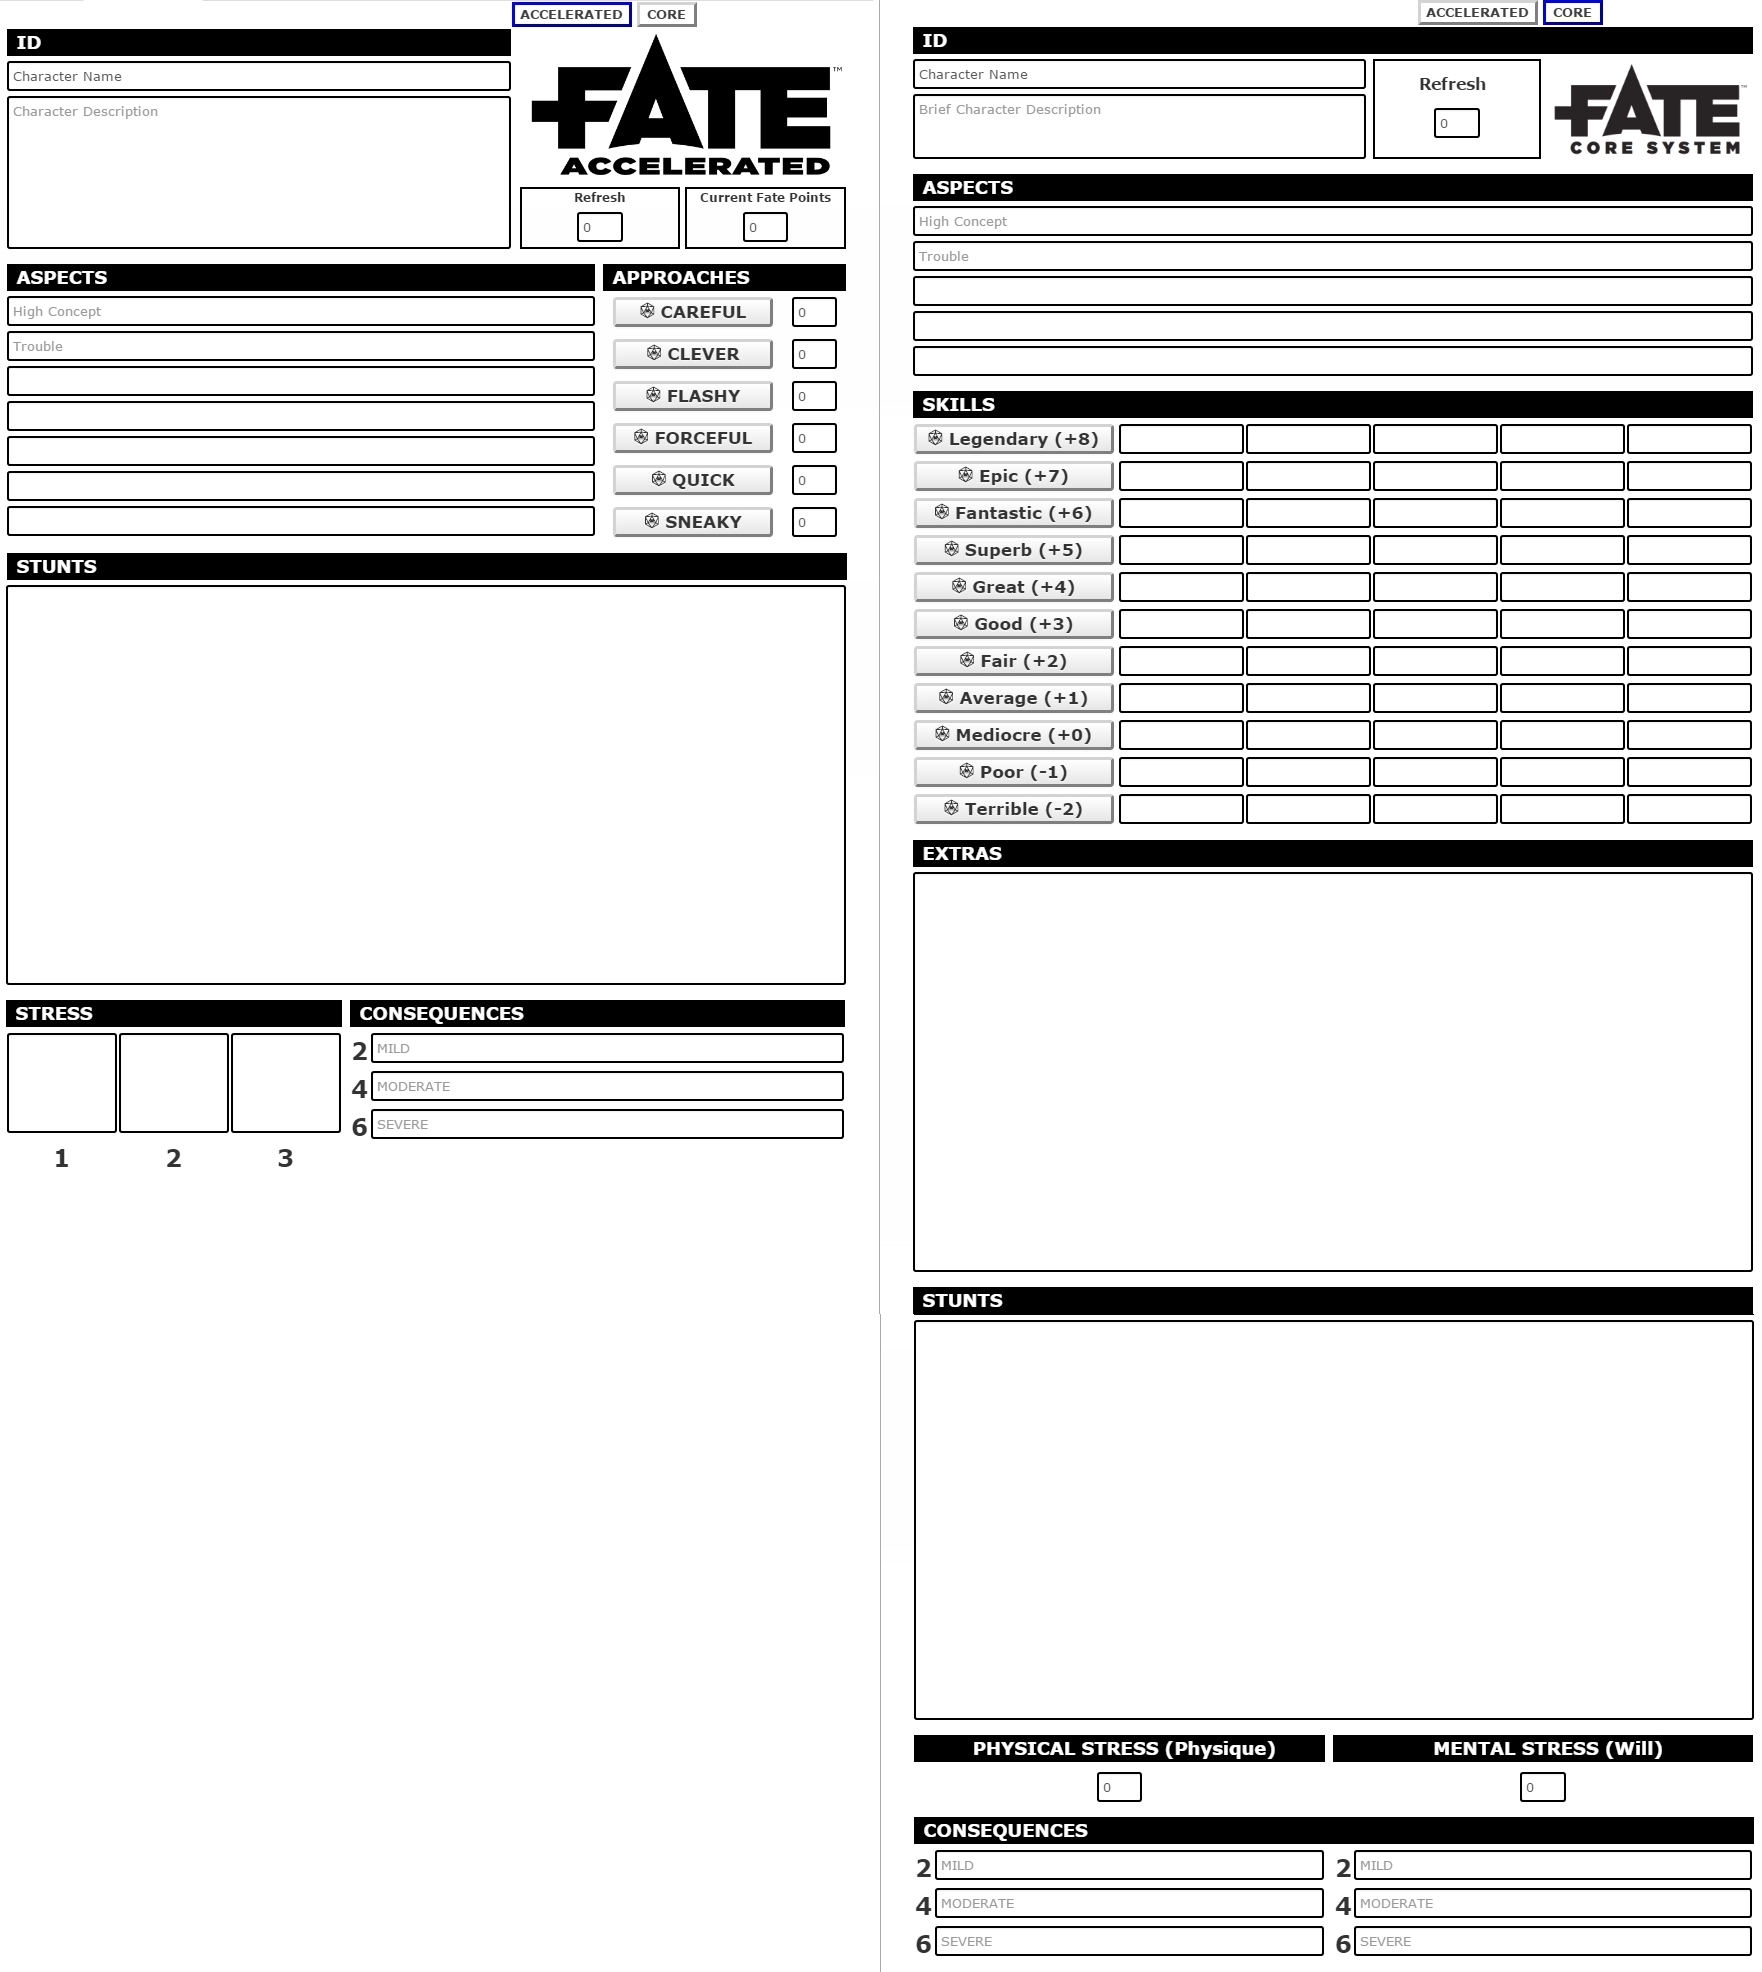 ACCELERATED CORE
ID
Character Name
Character Description
FATE™
ACCELERATED
Refresh
0
Current Fate Points
0
ASPECTS
High Concept
Trouble
APPROACHES
CAREFUL 0
CLEVER 0
FLASHY 0
FORCEFUL 0
QUICK 0
SNEAKY 0
STUNTS
STRESS
1 2 3
CONSEQUENCES
2 MILD
4 MODERATE
6 SEVERE
ACCELERATED CORE
ID
Character Name
Brief Character Description
Refresh
0
FATE™
CORE SYSTEM
ASPECTS
High Concept
Trouble
SKILLS
Legendary (+8)
Epic (+7)
Fantastic (+6)
Superb (+5)
Great (+4)
Good (+3)
Fair (+2)
Average (+1)
Mediocre (+0)
Poor (-1)
Terrible (-2)
EXTRAS
STUNTS
PHYSICAL STRESS (Physique)
0
MENTAL STRESS (Will)
0
CONSEQUENCES
2 MILD
4 MODERATE
6 SEVERE
2 MILD
4 MODERATE
6 SEVERE